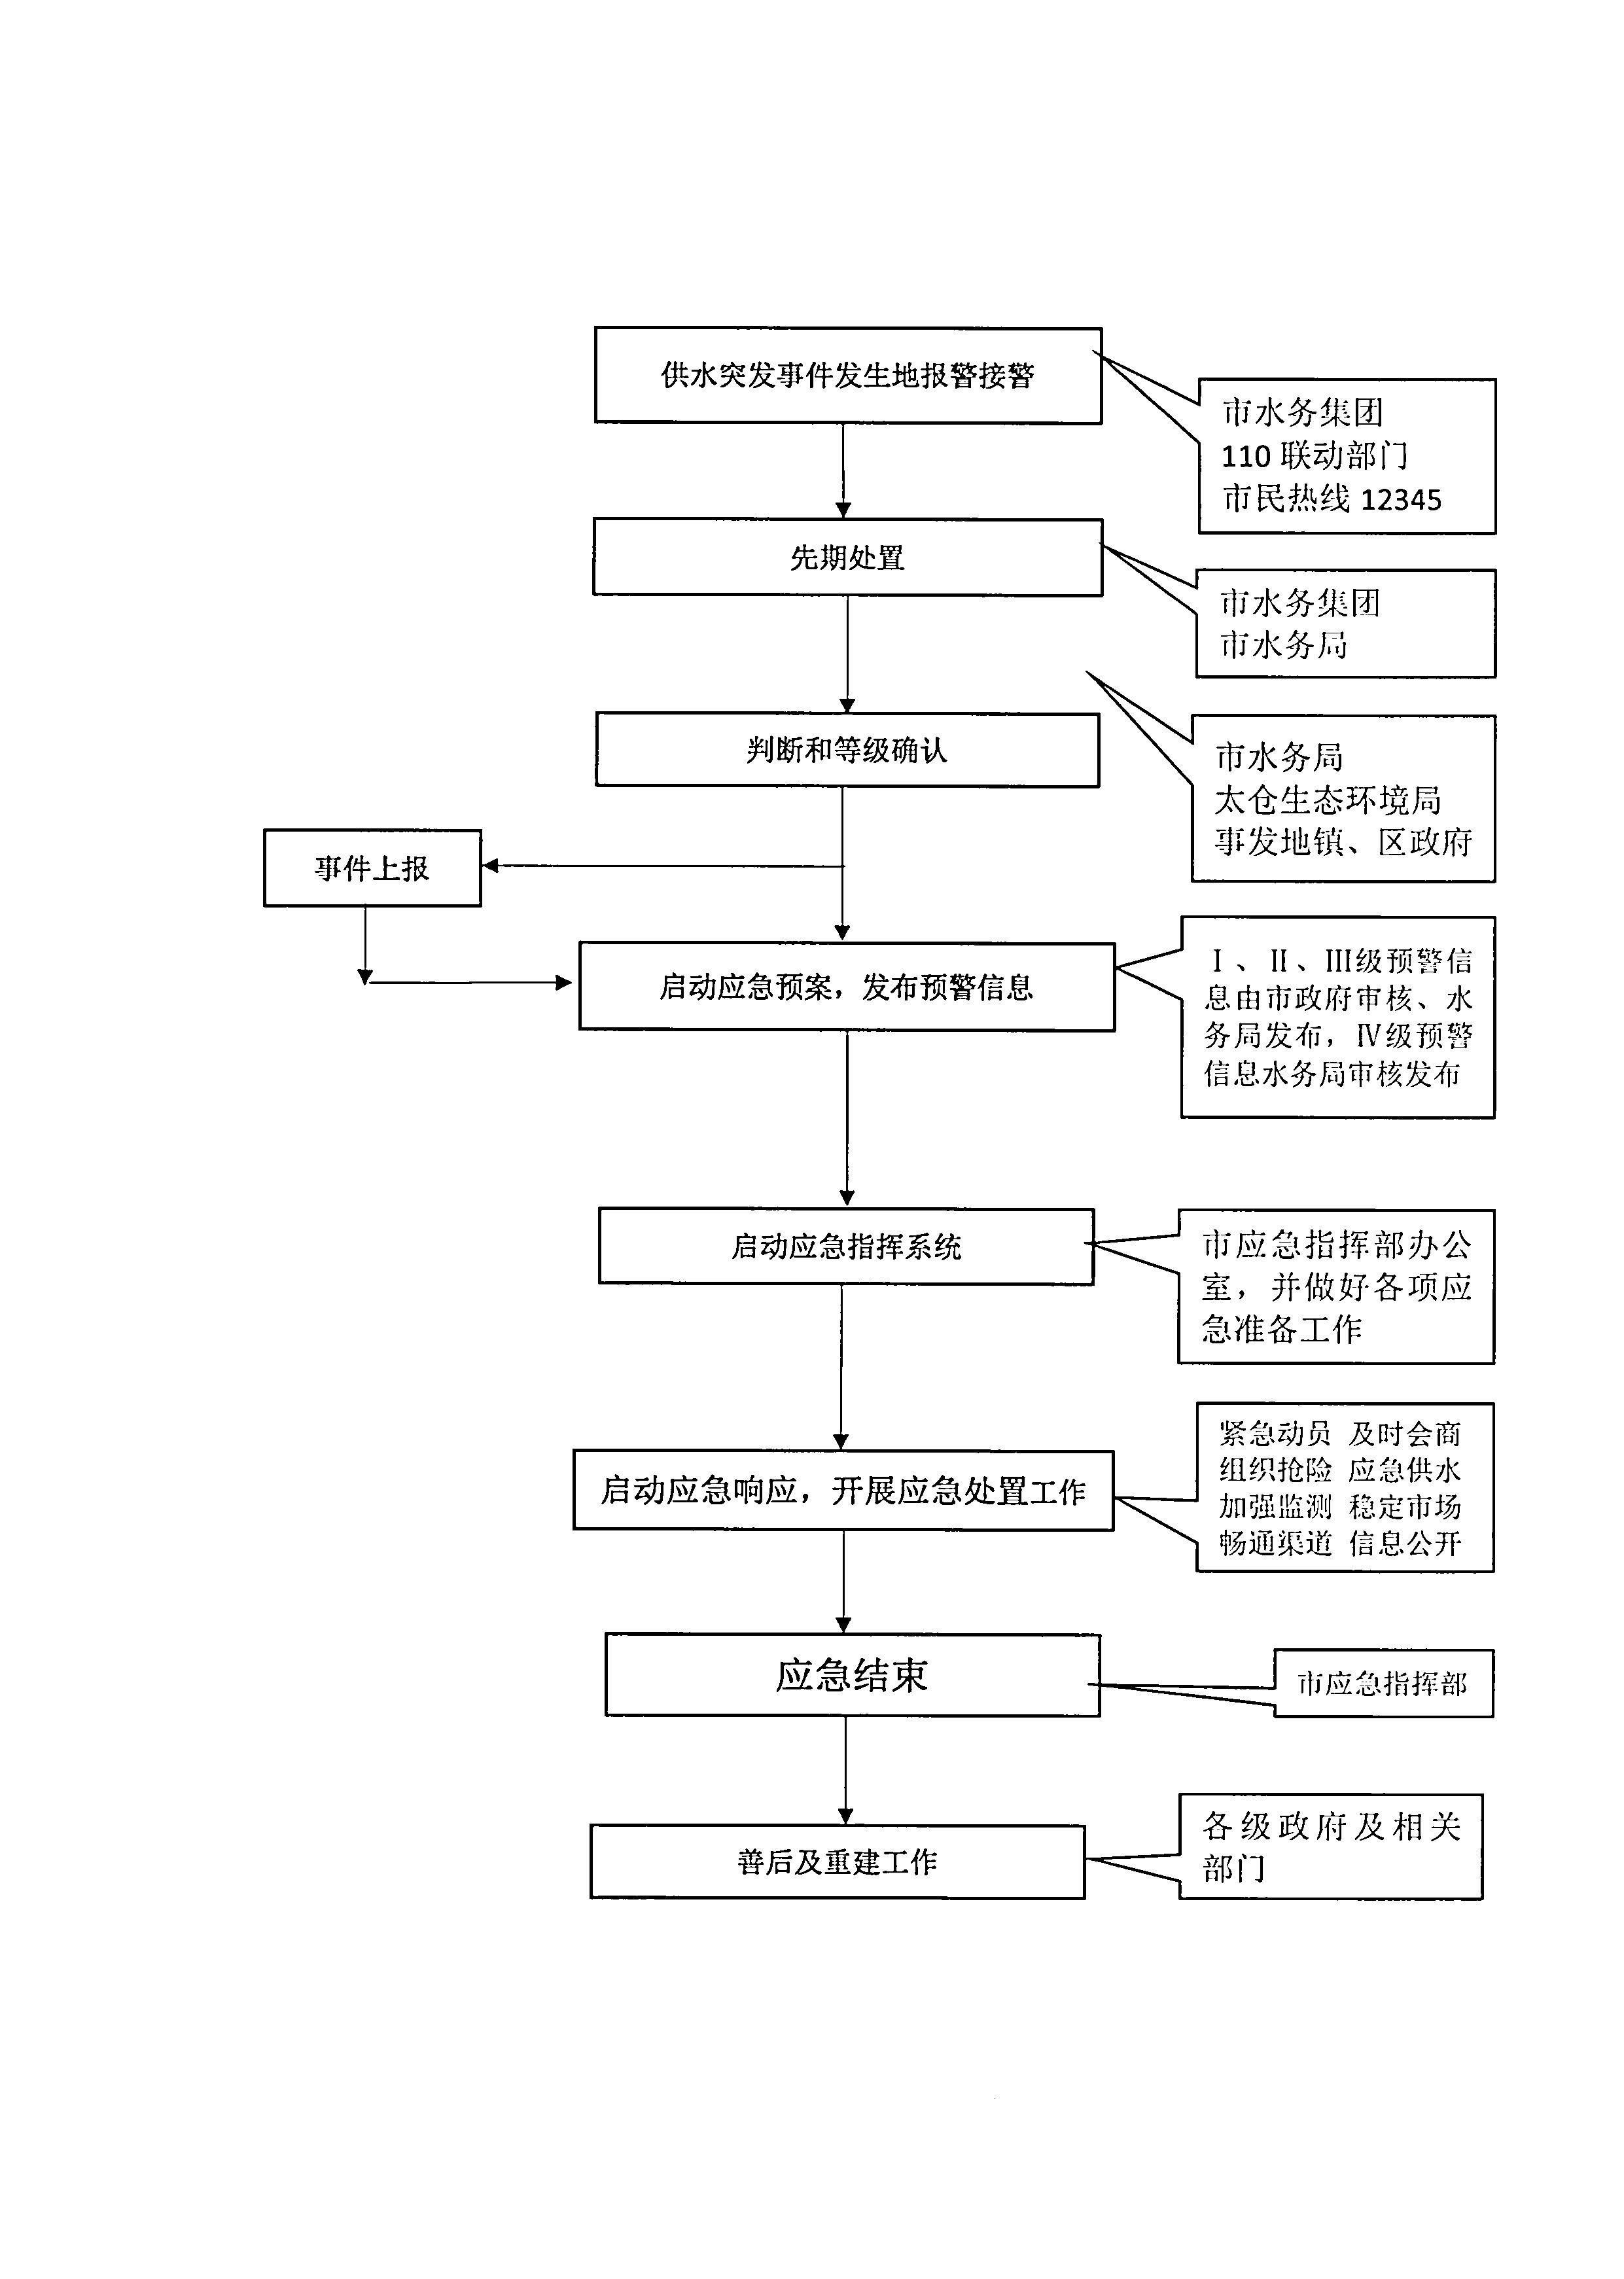 供水突发事件发生地报警接警
市水务集团
110 联动部门
市民热线 12345
先期处置
市水务集团
市水务局
判断和等级确认
市水务局
太仓生态环境局
事发地镇、区政府
事件上报
启动应急预案，发布预警信息
Ⅰ、Ⅱ、Ⅲ级预警信
息由市政府审核、水
务局发布，Ⅳ级预警
信息水务局审核发布
启动应急指挥系统
市应急指挥部办公
室，并做好各项应
急准备工作
启动应急响应，开展应急处置工作
紧急动员 及时会商
组织抢险 应急供水
加强监测 稳定市场
畅通渠道 信息公开
应急结束
市应急指挥部
善后及重建工作
各级政府及相关
部门